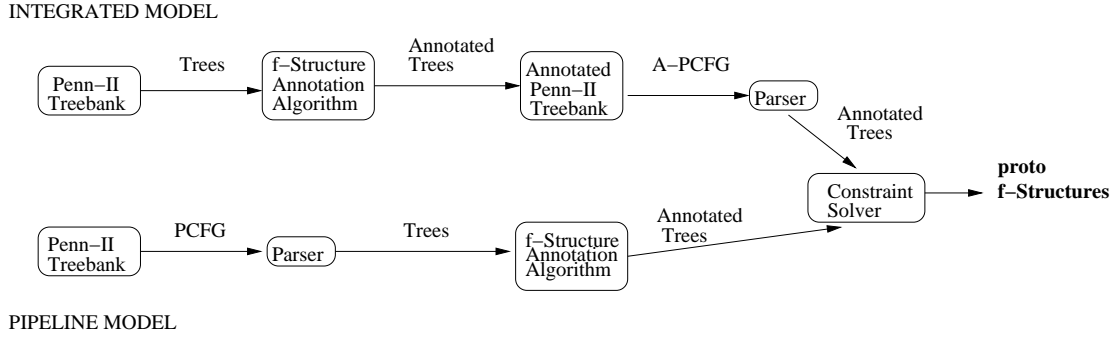 INTEGRATED MODEL
Penn–II
Treebank
Trees
f–Structure
Annotation
Algorithm
Annotated
Trees
Annotated
Penn–II
Treebank
A–PCFG
Parser
Annotated
Trees
Constraint
Solver
proto
f–Structures
Penn–II
Treebank
PCFG
Parser
Trees
f–Structure
Annotation
Algorithm
Annotated
Trees
PIPELINE MODEL